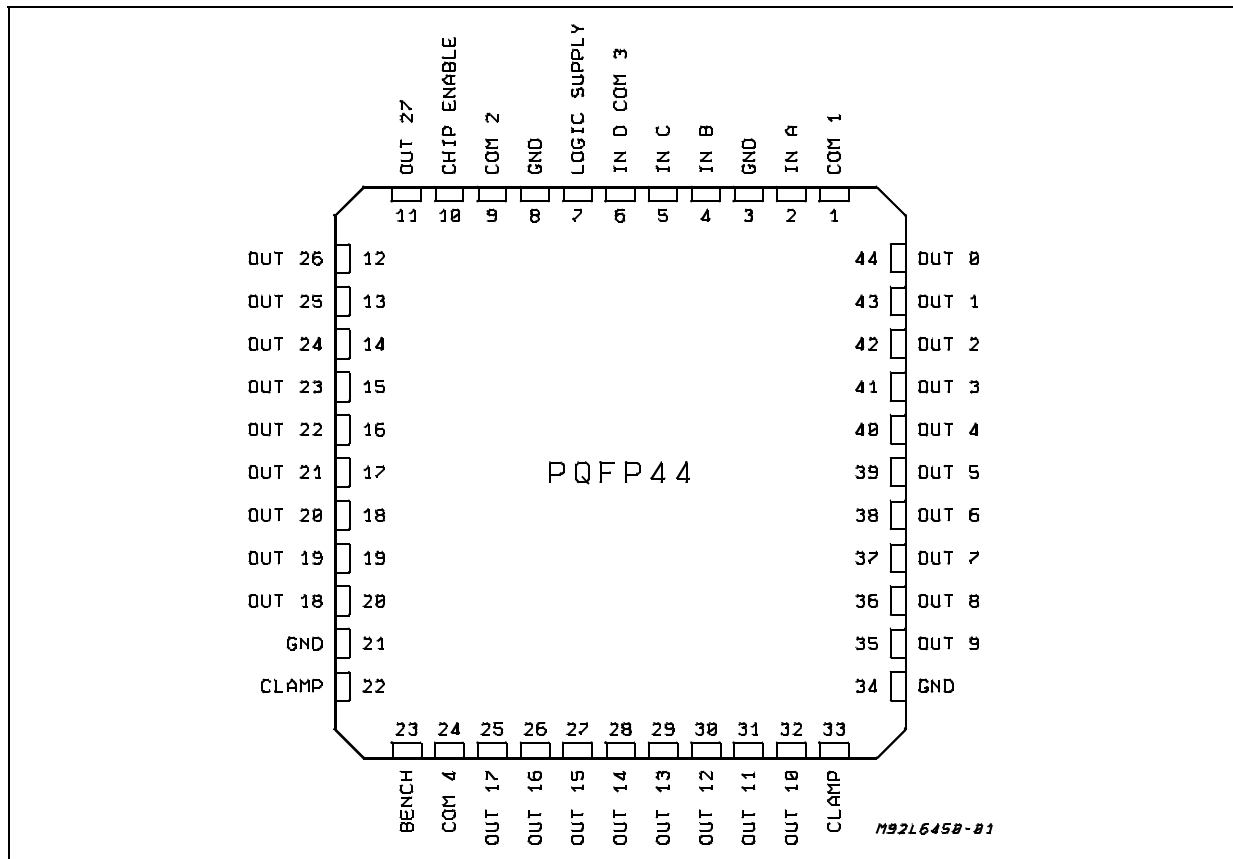 OUT 27
CHIP ENABLE
COM 2
GND
LOGIC SUPPLY
IN D COM 3
IN C
IN B
GND
IN A
COM 1
11 10 9 8 7 6 5 4 3 2 1
OUT 26 12 44 OUT 0
OUT 25 13 43 OUT 1
OUT 24 14 42 OUT 2
OUT 23 15 41 OUT 3
OUT 22 16 40 OUT 4
OUT 21 17 39 OUT 5
PQFP44
OUT 20 18 38 OUT 6
OUT 19 19 37 OUT 7
OUT 18 20 36 OUT 8
GND 21 35 OUT 9
CLAMP 22 34 GND
23 24 25 26 27 28 29 30 31 32 33
BENCH
COM 4
OUT 17
OUT 16
OUT 15
OUT 14
OUT 13
OUT 12
OUT 11
OUT 10
CLAMP
M92L6450-01